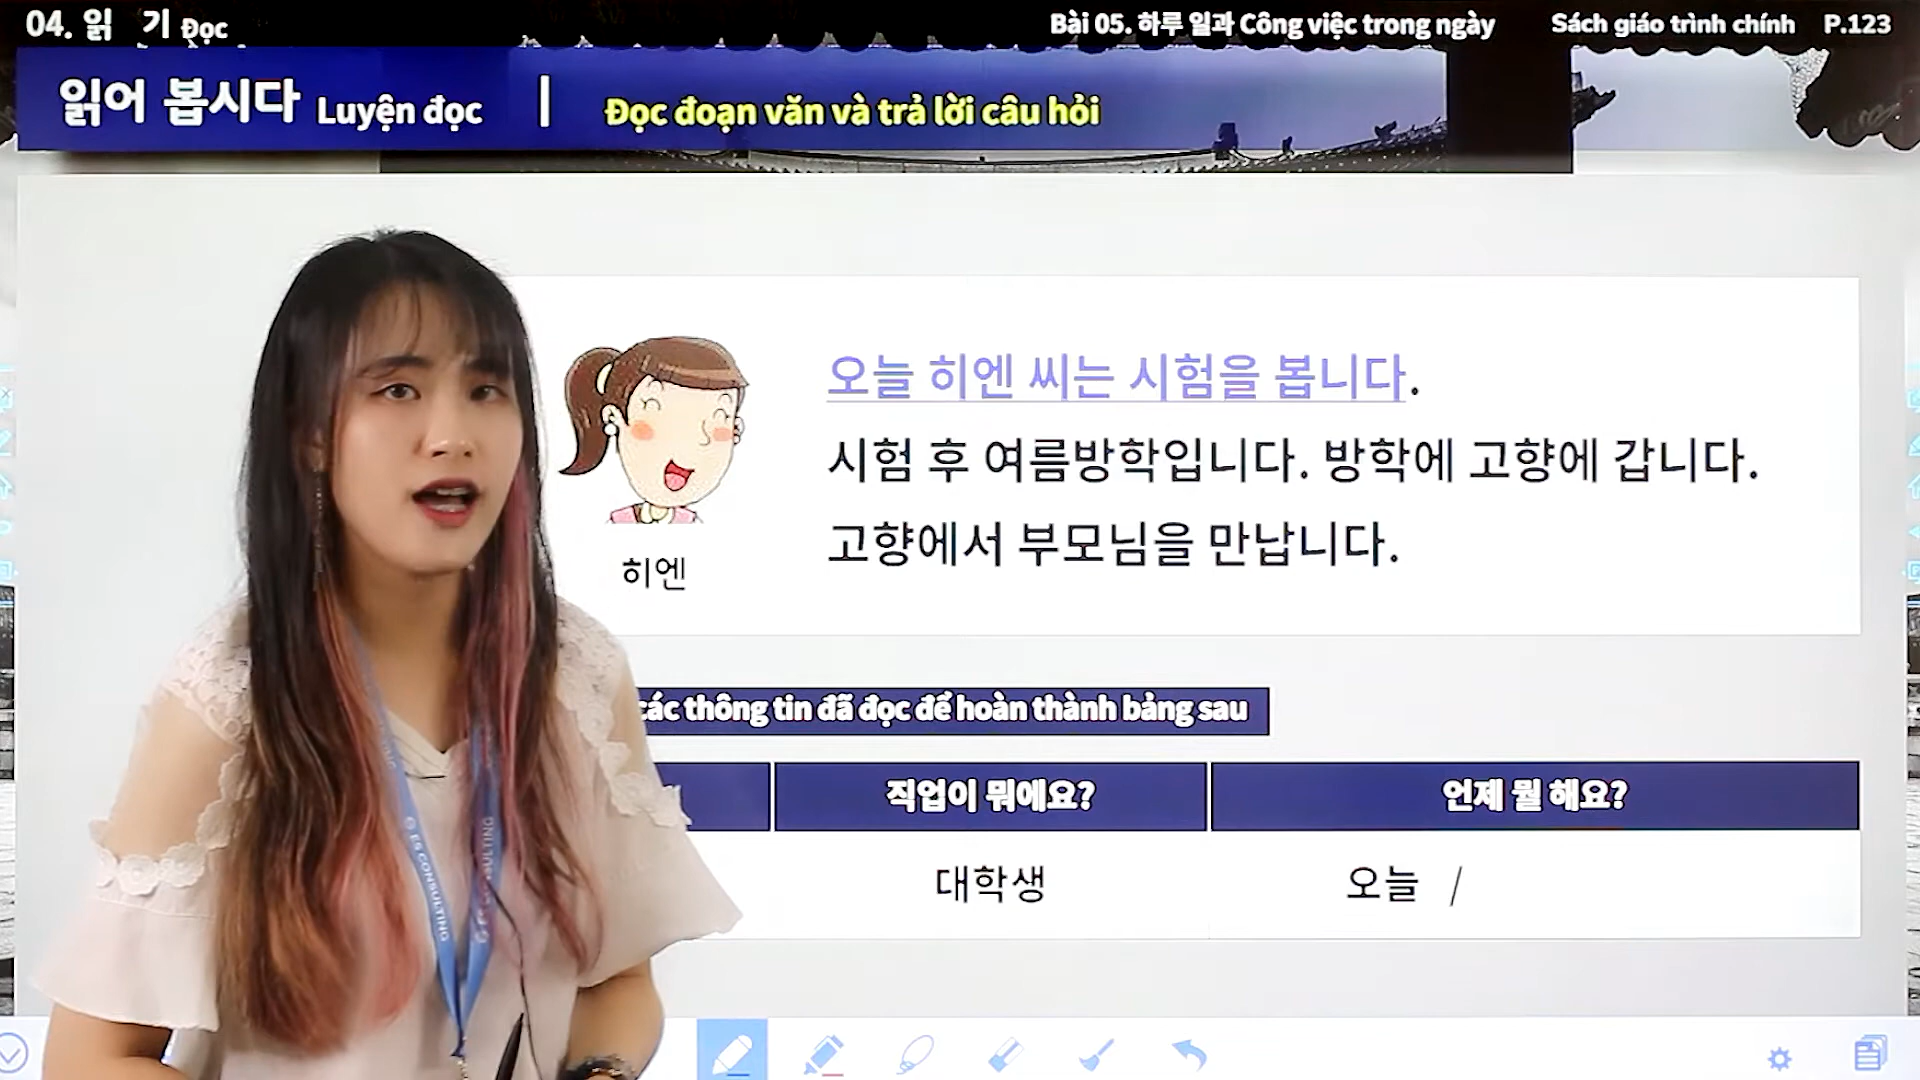 04. 읽 기 Đọc
Bài 05. 하루 일과 Công việc trong ngày
Sách giáo trình chính P.123
읽어 봅시다 Luyện đọc | Đọc đoạn văn và trả lời câu hỏi
오늘 히엔 씨는 시험을 봅니다.
시험 후 여름방학입니다. 방학에 고향에 갑니다.
고향에서 부모님을 만납니다.
히엔
các thông tin đã đọc để hoàn thành bảng sau
직업이 뭐예요?
언제 뭘 해요?
대학생
오늘 /
ES CONSULTING
ES CONSULTING